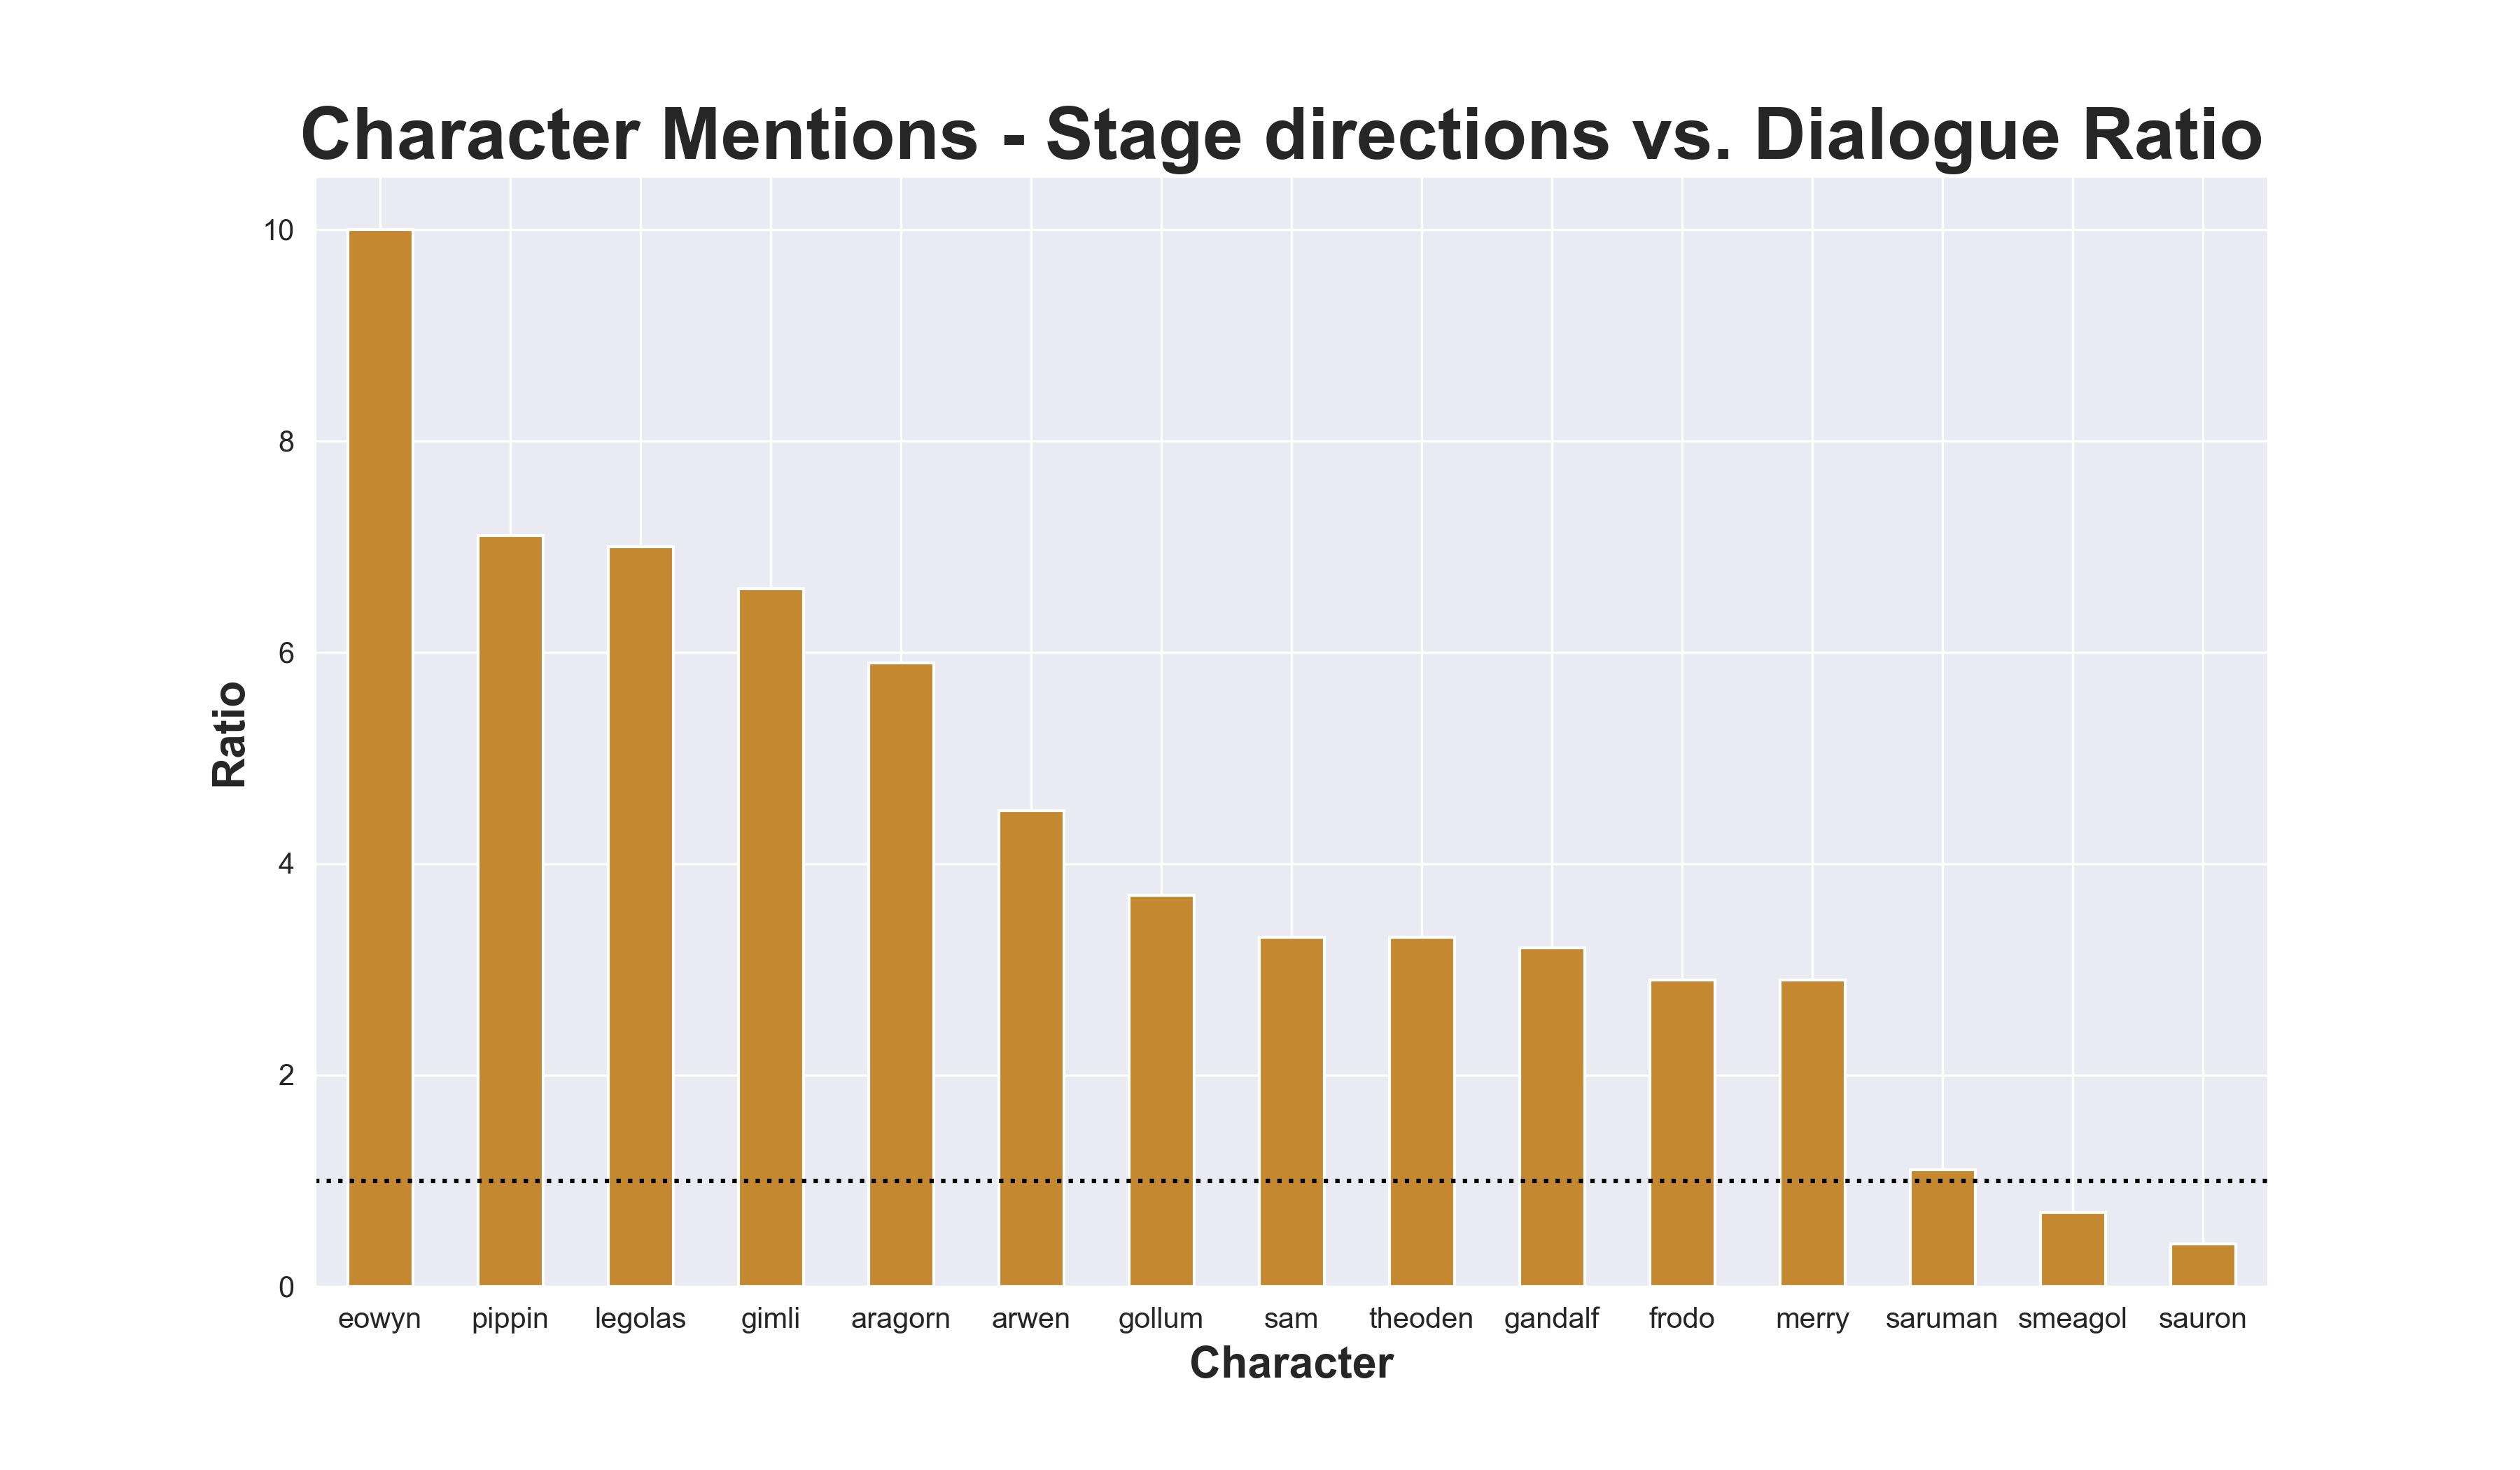 Character Mentions - Stage directions vs. Dialogue Ratio
10
8
6
4
2
0
Ratio
eowyn pippin legolas gimli aragorn arwen gollum sam theoden gandalf frodo merry saruman smeagol sauron
Character